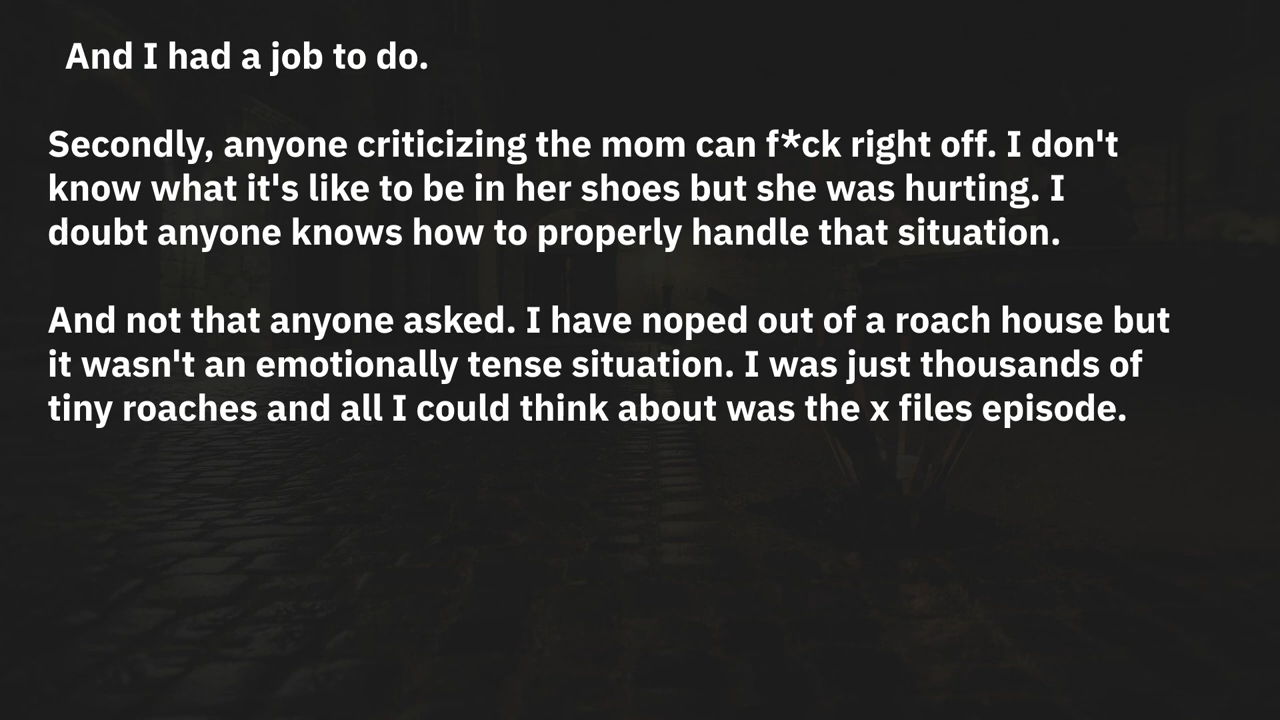 And I had a job to do.
Secondly, anyone criticizing the mom can f*ck right off. I don't
know what it's like to be in her shoes but she was hurting. I
doubt anyone knows how to properly handle that situation.
And not that anyone asked. I have noped out of a roach house but
it wasn't an emotionally tense situation. I was just thousands of
tiny roaches and all I could think about was the x files episode.